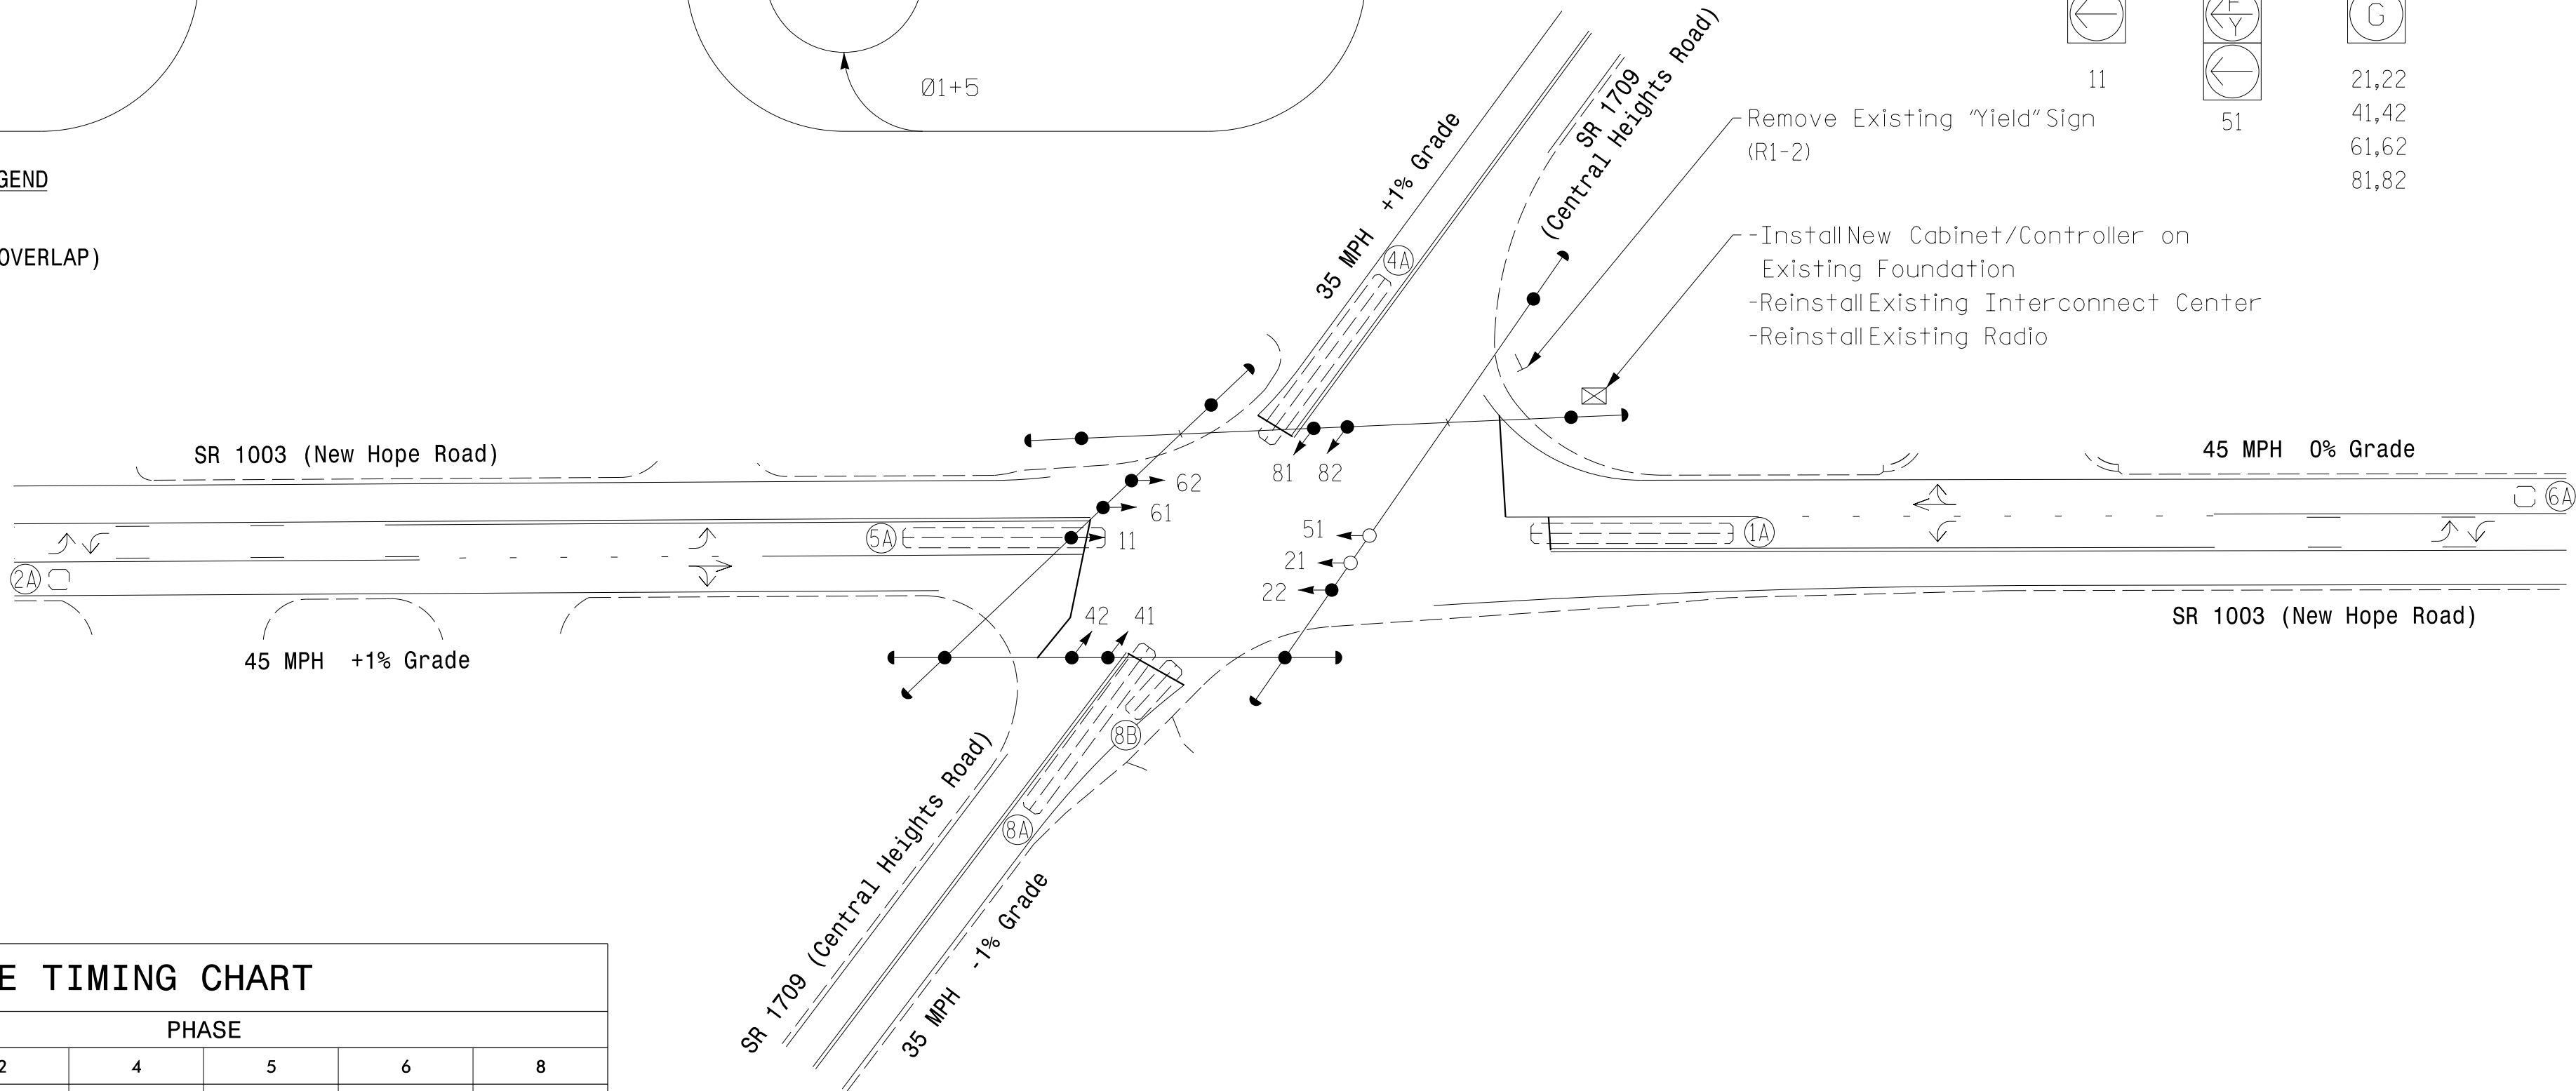 Ø1+5
GEND
OVERLAP)
F
Y
G
11
51
21,22
41,42
61,62
81,82
Remove Existing "Yield" Sign
(R1-2)
-Install New Cabinet/Controller on
Existing Foundation
-Reinstall Existing Interconnect Center
-Reinstall Existing Radio
SR 1709
(Central Heights Road)
35 MPH +1% Grade
4A
SR 1003 (New Hope Road)
45 MPH 0% Grade
81 82
62
61
11
5A
51
21
22
1A
6A
2A
42 41
45 MPH +1% Grade
SR 1003 (New Hope Road)
8B
8A
SR 1709 (Central Heights Road)
35 MPH -1% Grade
E TIMING CHART
PHASE
2 4 5 6 8